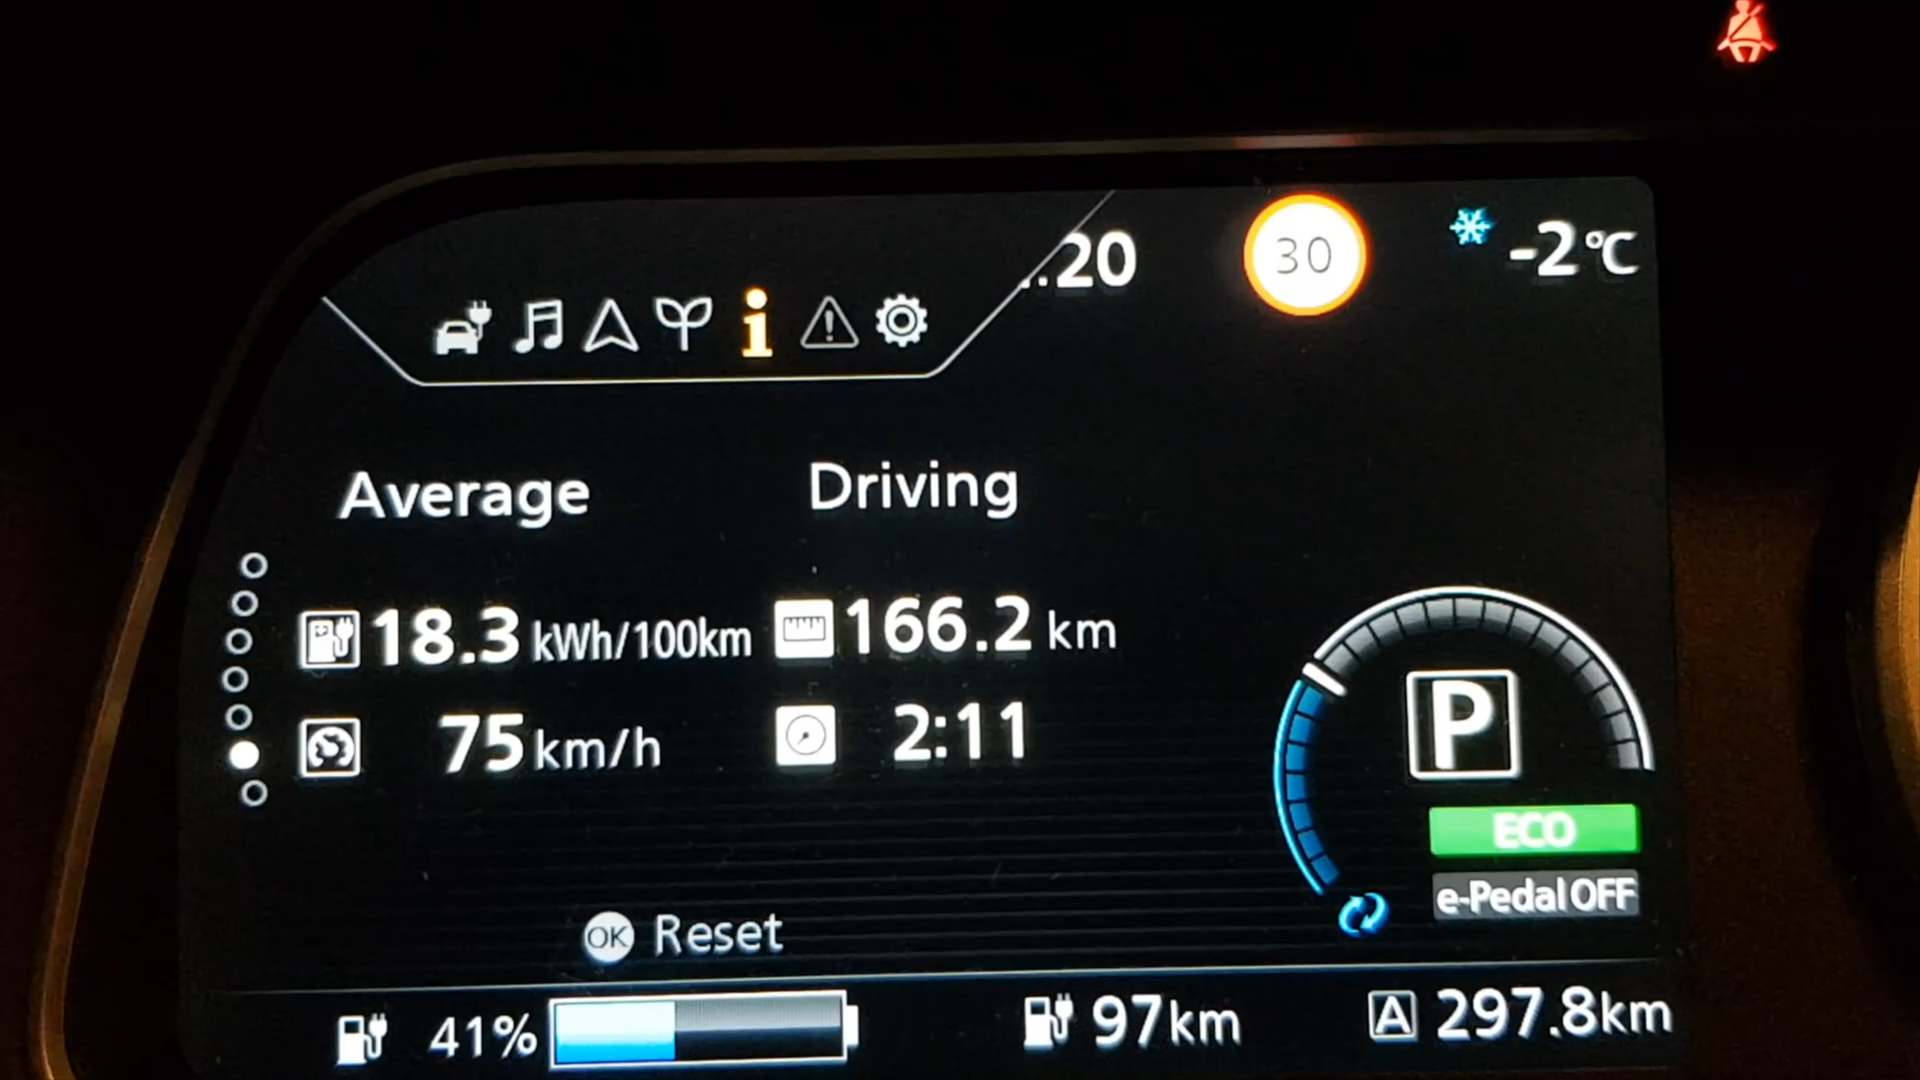 .20 30 -2°C
i
Average Driving
18.3 kWh/100km 166.2 km
75 km/h 2:11
P
ECO
e-Pedal OFF
OK Reset
41% 97km A 297.8km